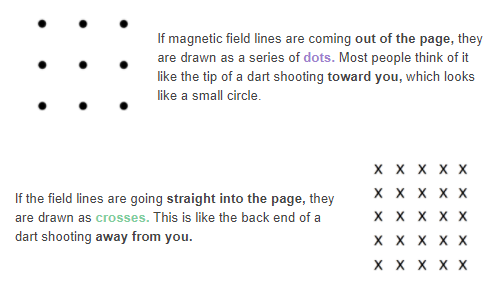 If magnetic field lines are coming out of the page, they
are drawn as a series of dots. Most people think of it
like the tip of a dart shooting toward you, which looks
like a small circle.
If the field lines are going straight into the page, they
are drawn as crosses. This is like the back end of a
dart shooting away from you.
X X X X X
X X X X X
X X X X X
X X X X X
X X X X X